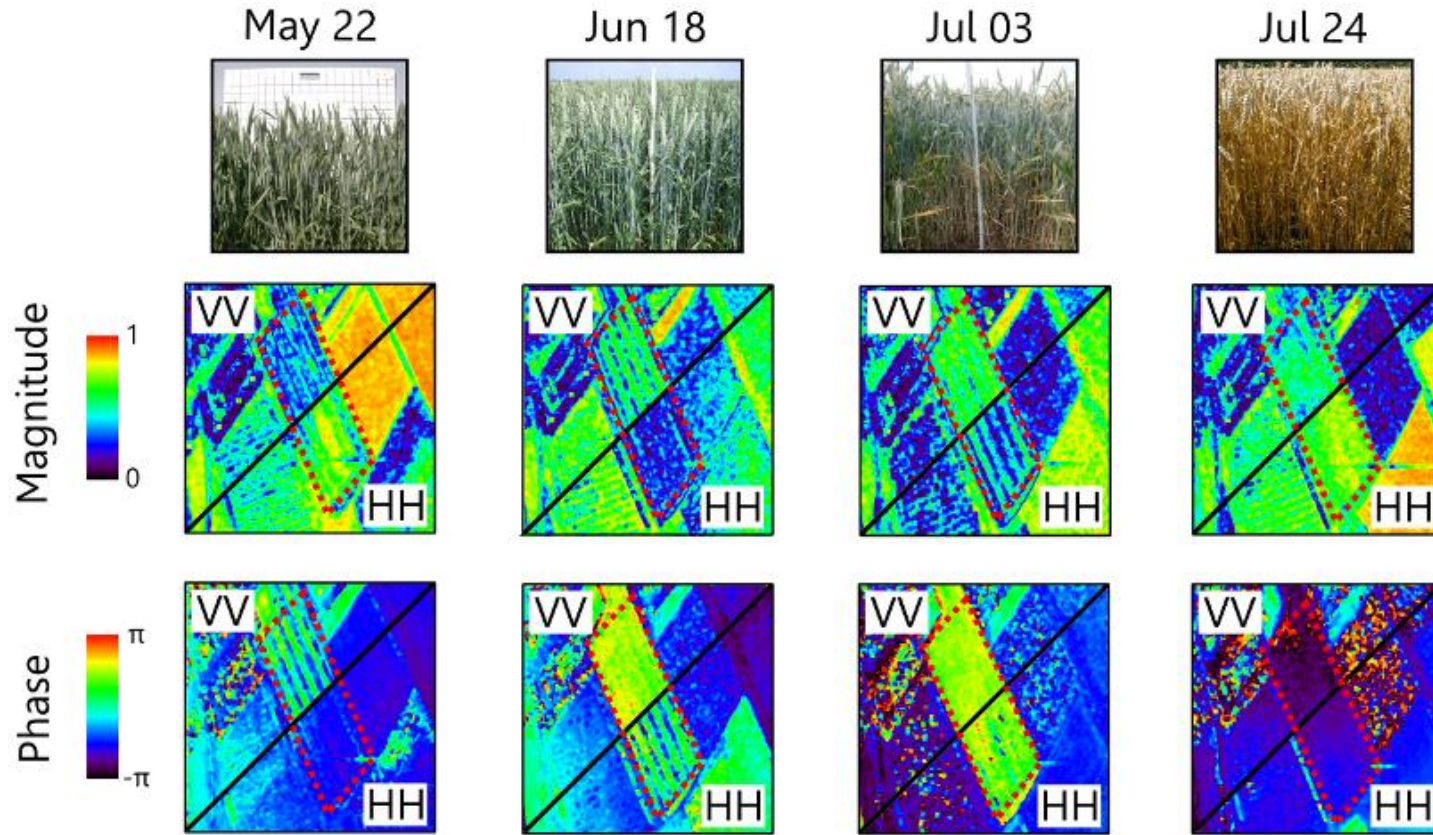 May 22 Jun 18 Jul 03 Jul 24
Magnitude
1
0
VV VV VV VV
HH HH HH HH
Phase
π
-π
VV VV VV VV
HH HH HH HH